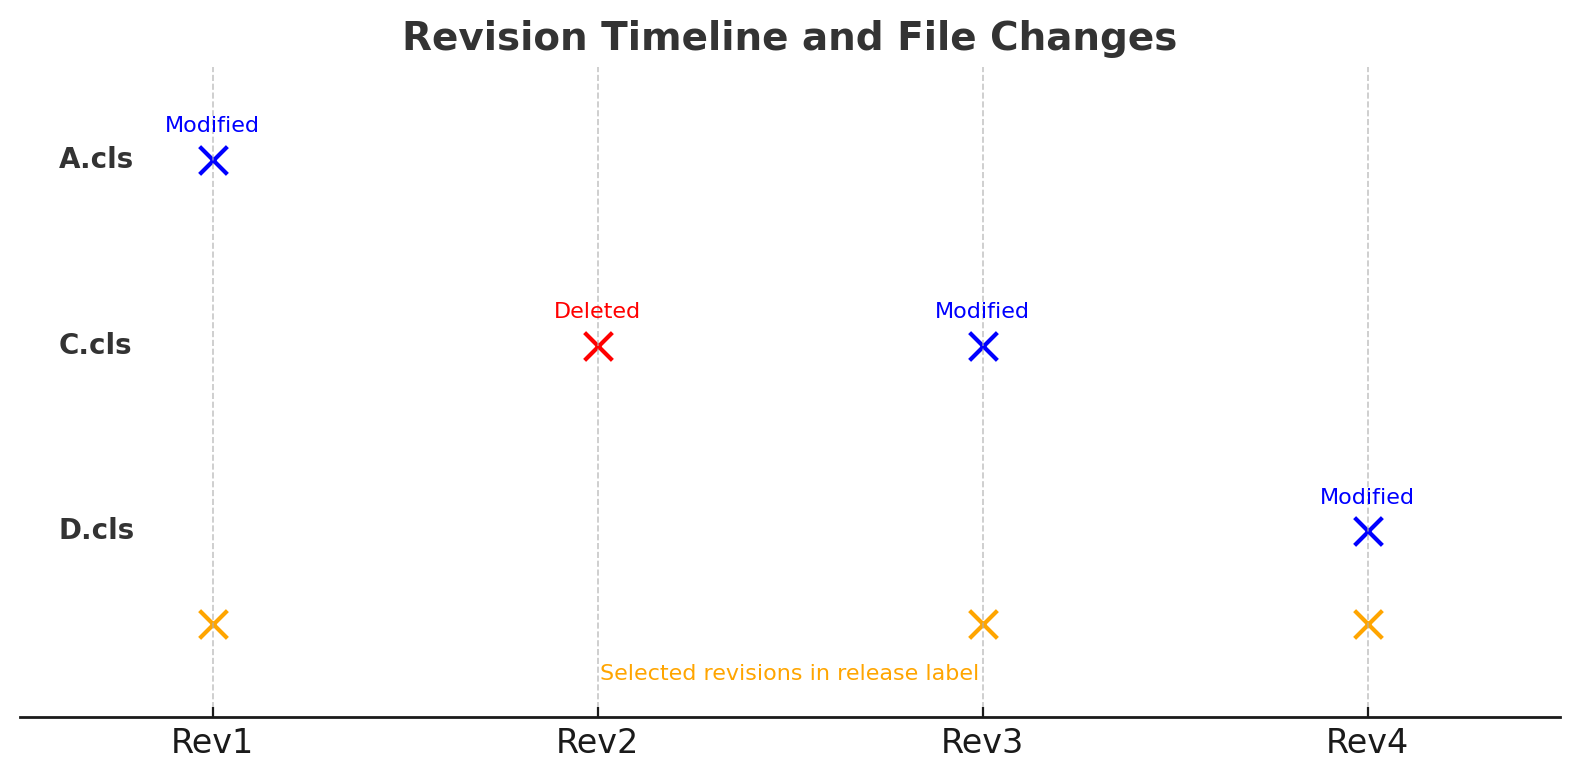 Revision Timeline and File Changes
Modified
A.cls
Deleted
Modified
C.cls
Modified
D.cls
Selected revisions in release label
Rev1
Rev2
Rev3
Rev4